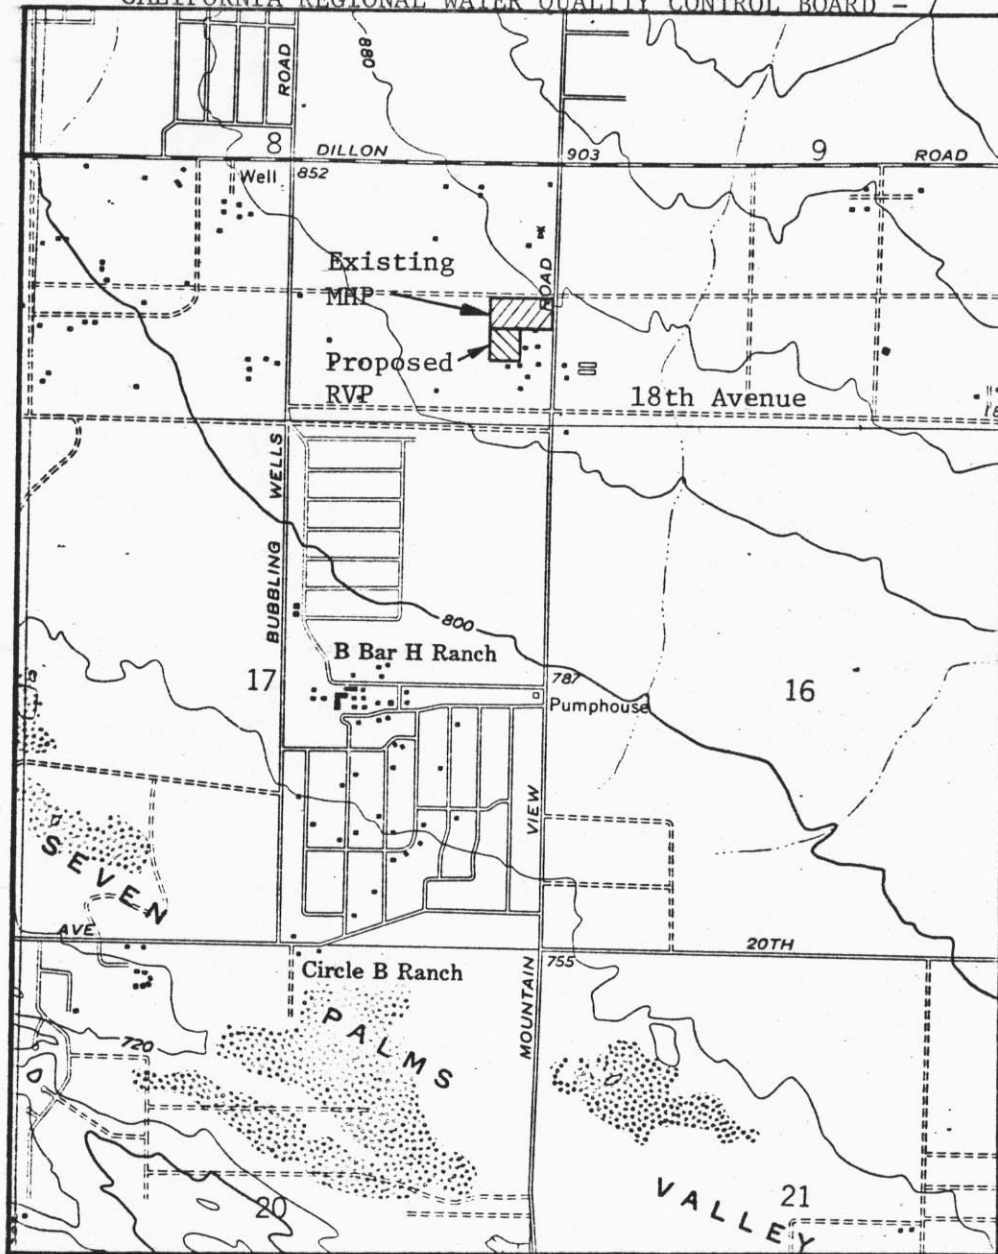 CALIFORNIA REGIONAL WATER QUALITY CONTROL BOARD -
ROAD
880
8
DILLON
903
9
ROAD
Well
852
Existing
MHP
ROAD
Proposed
RVP
18th Avenue
BUBBLING WELLS
800
B Bar H Ranch
17
787
Pumphouse
16
VIEW
SEVEN
AVE
20TH
Circle B Ranch
755
MOUNTAIN
PALMS
720
20
VALLEY
21